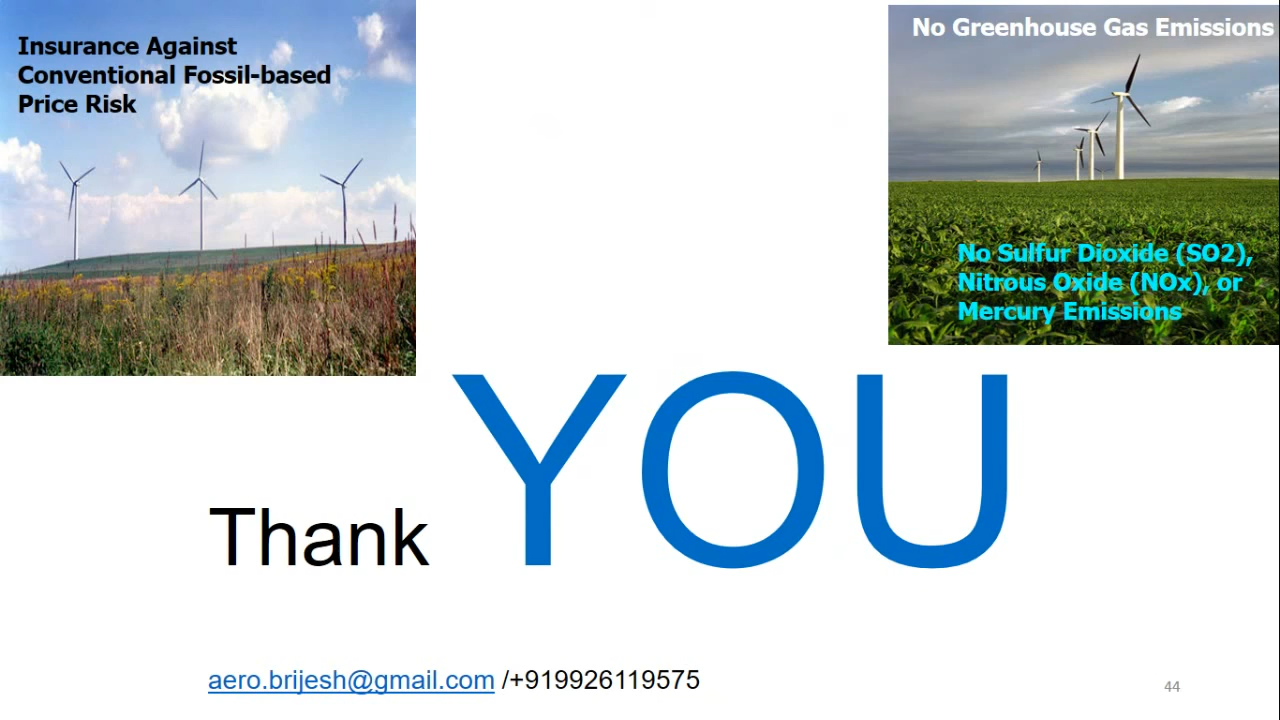 Insurance Against
Conventional Fossil-based
Price Risk
No Greenhouse Gas Emissions
No Sulfur Dioxide (SO2),
Nitrous Oxide (NOx), or
Mercury Emissions
Thank YOU
aero.brijesh@gmail.com /+919926119575
44